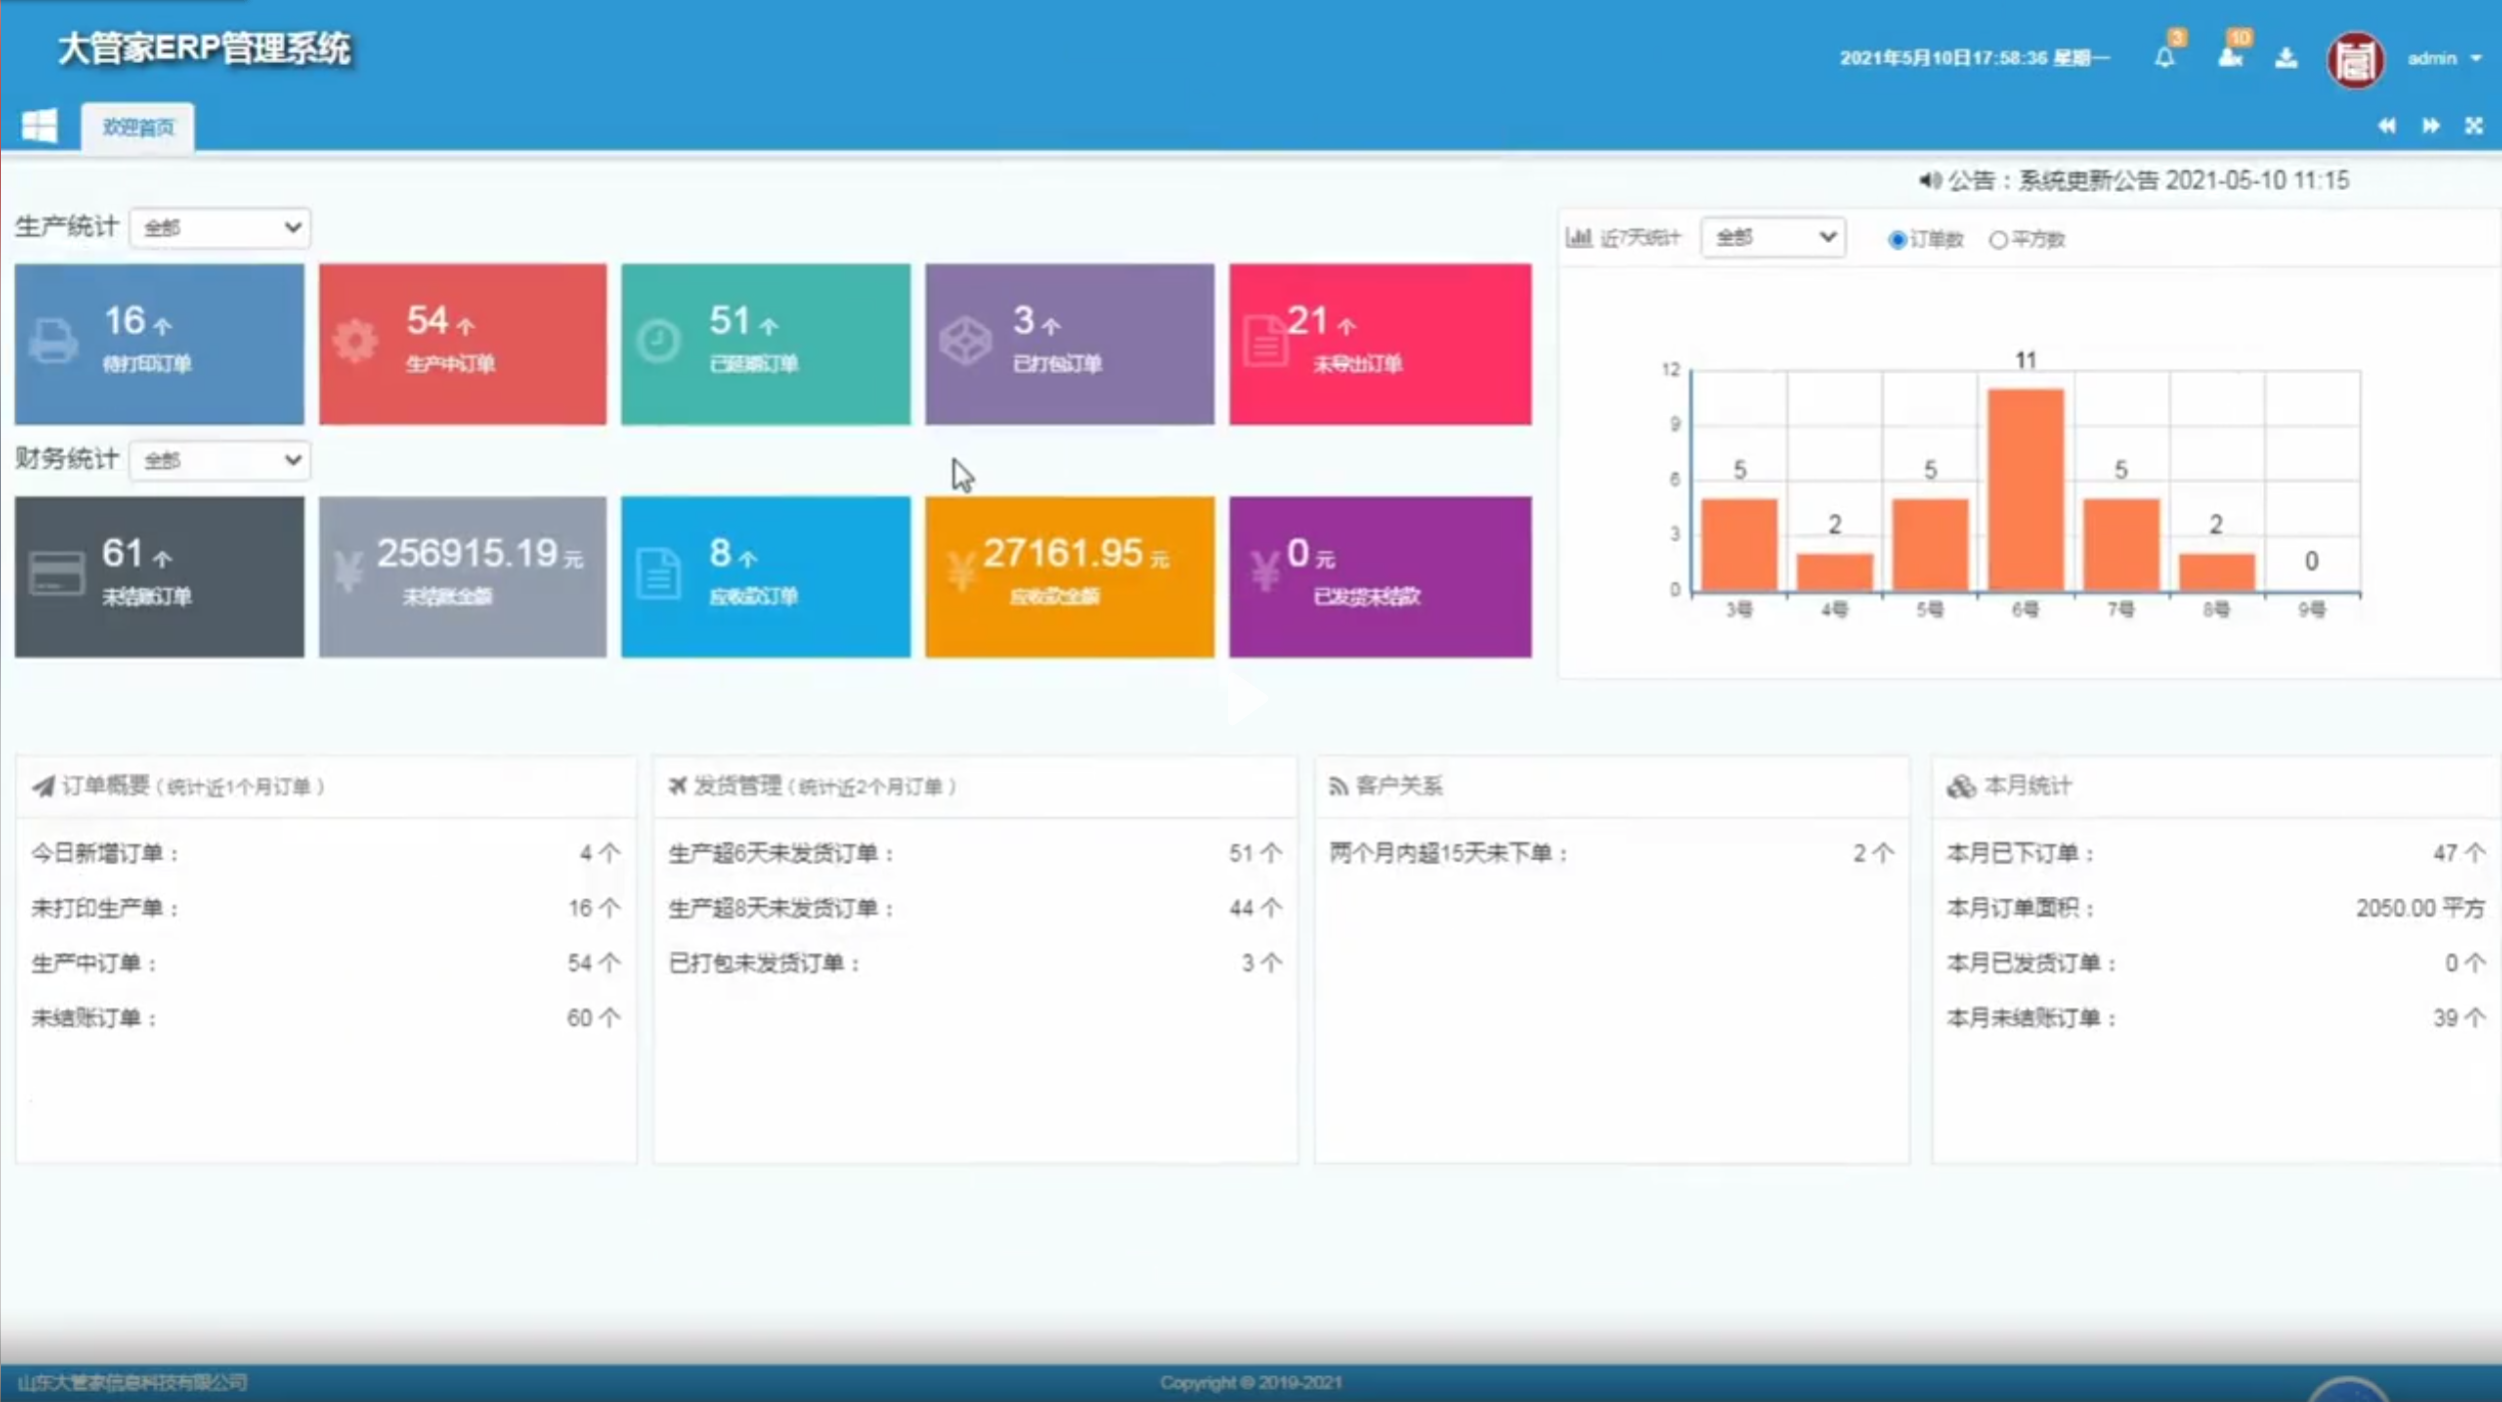 大管家ERP管理系统
2021年5月10日17:58:36 星期一
3
10
admin
欢迎首页
公告：系统更新公告 2021-05-10 11:15
生产统计 全部
16 个
待打印订单
54 个
生产中订单
51 个
已延期订单
3 个
已打包订单
21 个
未导出订单
财务统计 全部
61 个
未结账订单
¥ 256915.19 元
未结账金额
8 个
应收款订单
¥ 27161.95 元
应收款金额
¥ 0 元
已发货未结款
近7天统计 全部 订单数 平方数
12
9
6
3
0
5
2
5
11
5
2
0
3号
4号
5号
6号
7号
8号
9号
订单概要（统计近1个月订单）
今日新增订单： 4 个
未打印生产单： 16 个
生产中订单： 54 个
未结账订单： 60 个
发货管理（统计近2个月订单）
生产超6天未发货订单： 51 个
生产超8天未发货订单： 44 个
已打包未发货订单： 3 个
客户关系
两个月内超15天未下单： 2 个
本月统计
本月已下订单： 47 个
本月订单面积： 2050.00 平方
本月已发货订单： 0 个
本月未结账订单： 39 个
山东大管家信息科技有限公司
Copyright © 2019-2021